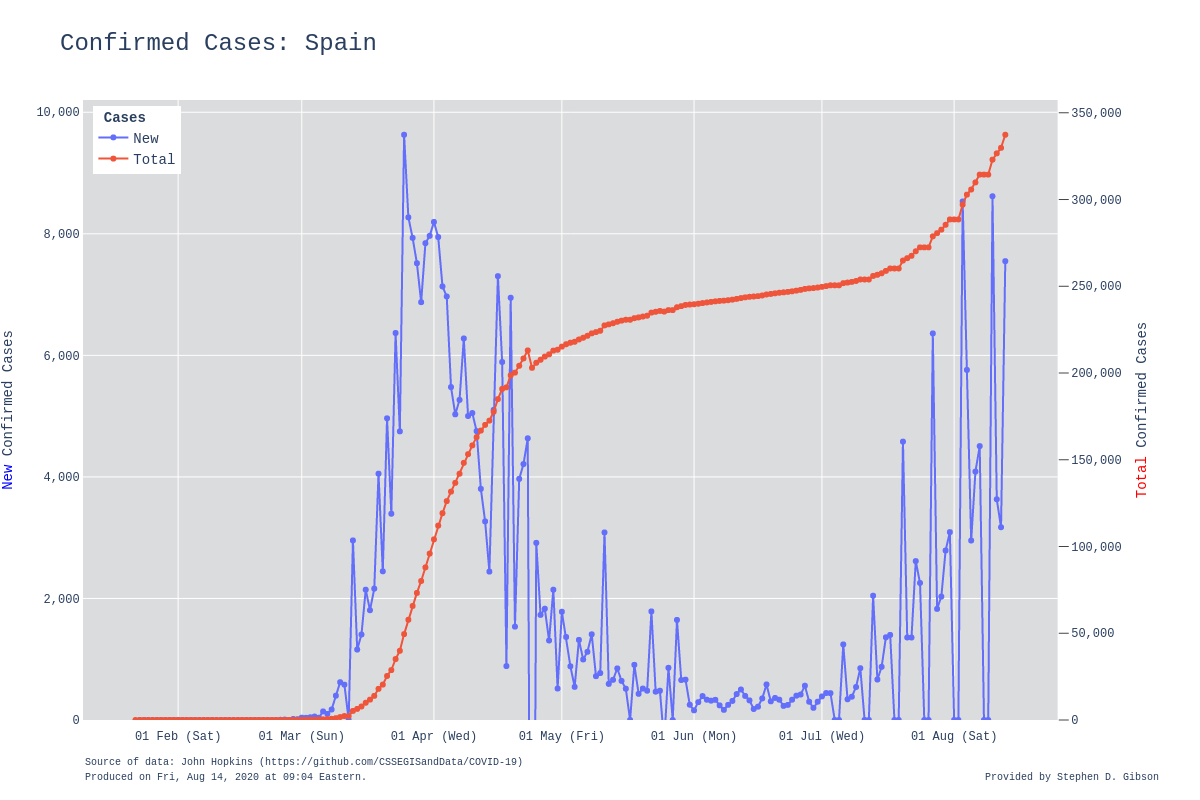 Confirmed Cases: Spain
Cases
New
Total
10,000
8,000
6,000
4,000
2,000
0
350,000
300,000
250,000
200,000
150,000
100,000
50,000
0
New Confirmed Cases
Total Confirmed Cases
01 Feb (Sat) 01 Mar (Sun) 01 Apr (Wed) 01 May (Fri) 01 Jun (Mon) 01 Jul (Wed) 01 Aug (Sat)
Source of data: John Hopkins (https://github.com/CSSEGISandData/COVID-19)
Produced on Fri, Aug 14, 2020 at 09:04 Eastern.
Provided by Stephen D. Gibson